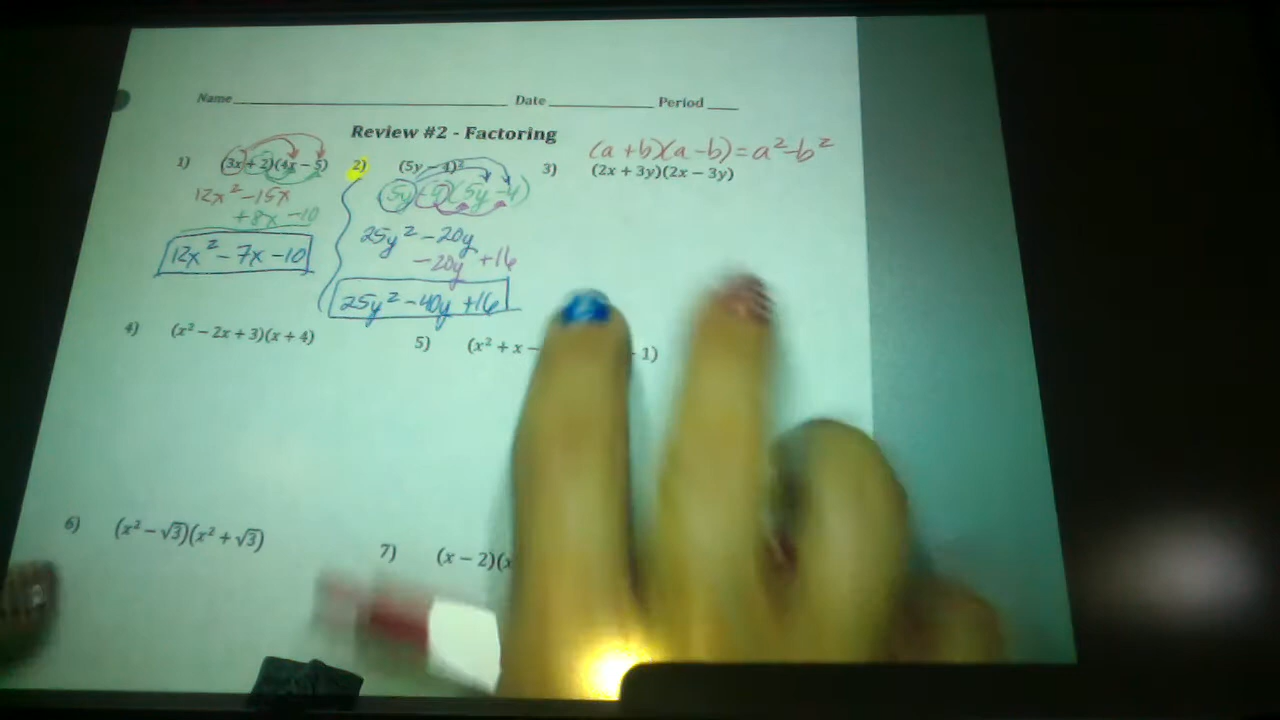 Name Date Period
Review #2 - Factoring
(a + b)(a - b) = a² - b²
1) (3x + 2)(4x - 5)
12x² - 15x
+ 8x - 10
12x² - 7x - 10
2) (5y - 4)²
(5y - 4)(5y - 4)
25y² - 20y
- 20y + 16
25y² - 40y + 16
3) (2x + 3y)(2x - 3y)
4) (x² - 2x + 3)(x + 4)
5) (x² + x - - 1)
6) (x² - √3)(x² + √3)
7) (x - 2)(x